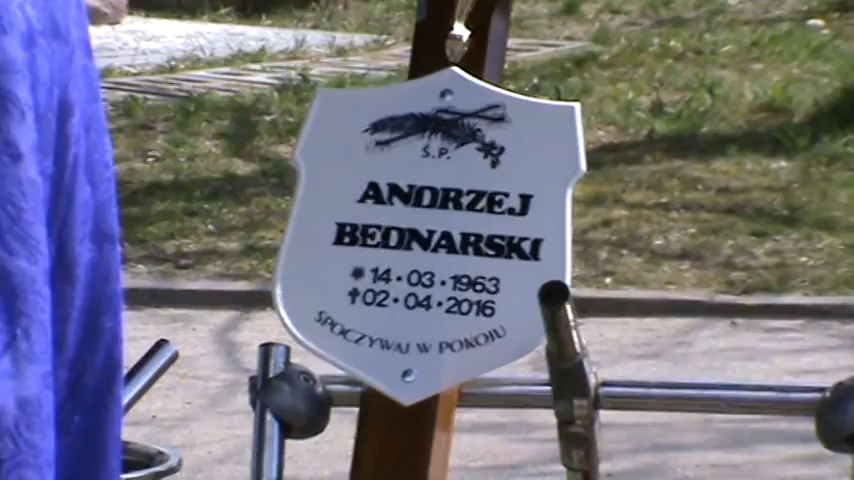 Ś.P.
ANDRZEJ
BEDNARSKI
*14·03·1963
†02·04·2016
SPOCZYWAJ W POKOJU